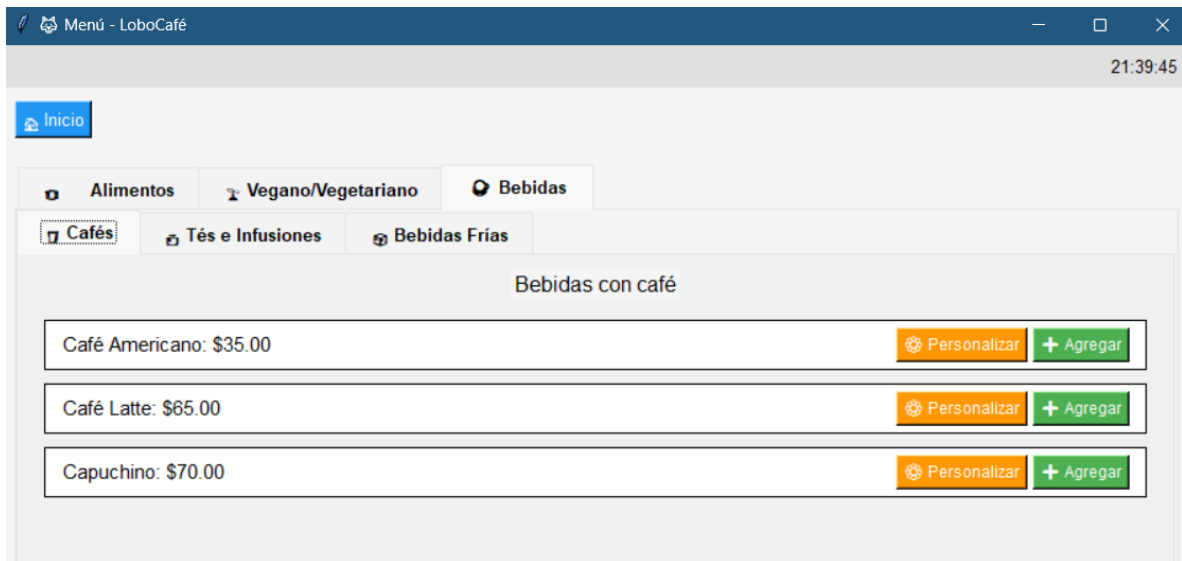 Menú - LoboCafé
21:39:45
Inicio
Alimentos Vegano/Vegetariano Bebidas
Cafés Tés e Infusiones Bebidas Frías
Bebidas con café
Café Americano: $35.00 Personalizar + Agregar
Café Latte: $65.00 Personalizar + Agregar
Capuchino: $70.00 Personalizar + Agregar